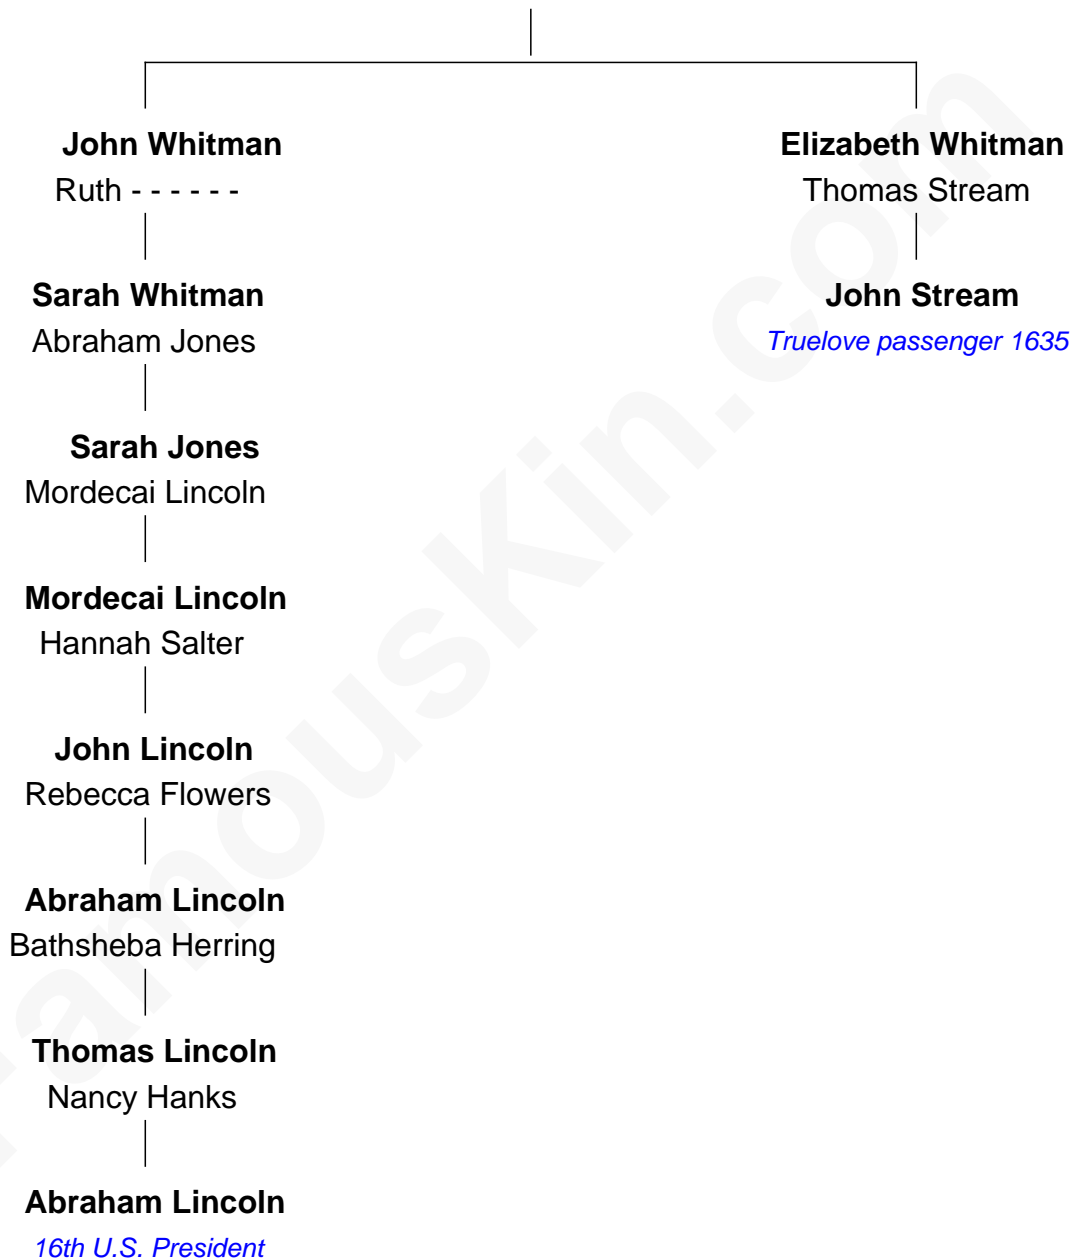 John Whitman
Ruth - - - - - -
Elizabeth Whitman
Thomas Stream
Sarah Whitman
Abraham Jones
John Stream
Truelove passenger 1635
Sarah Jones
Mordecai Lincoln
Mordecai Lincoln
Hannah Salter
John Lincoln
Rebecca Flowers
Abraham Lincoln
Bathsheba Herring
Thomas Lincoln
Nancy Hanks
Abraham Lincoln
16th U.S. President
FamousKin.com